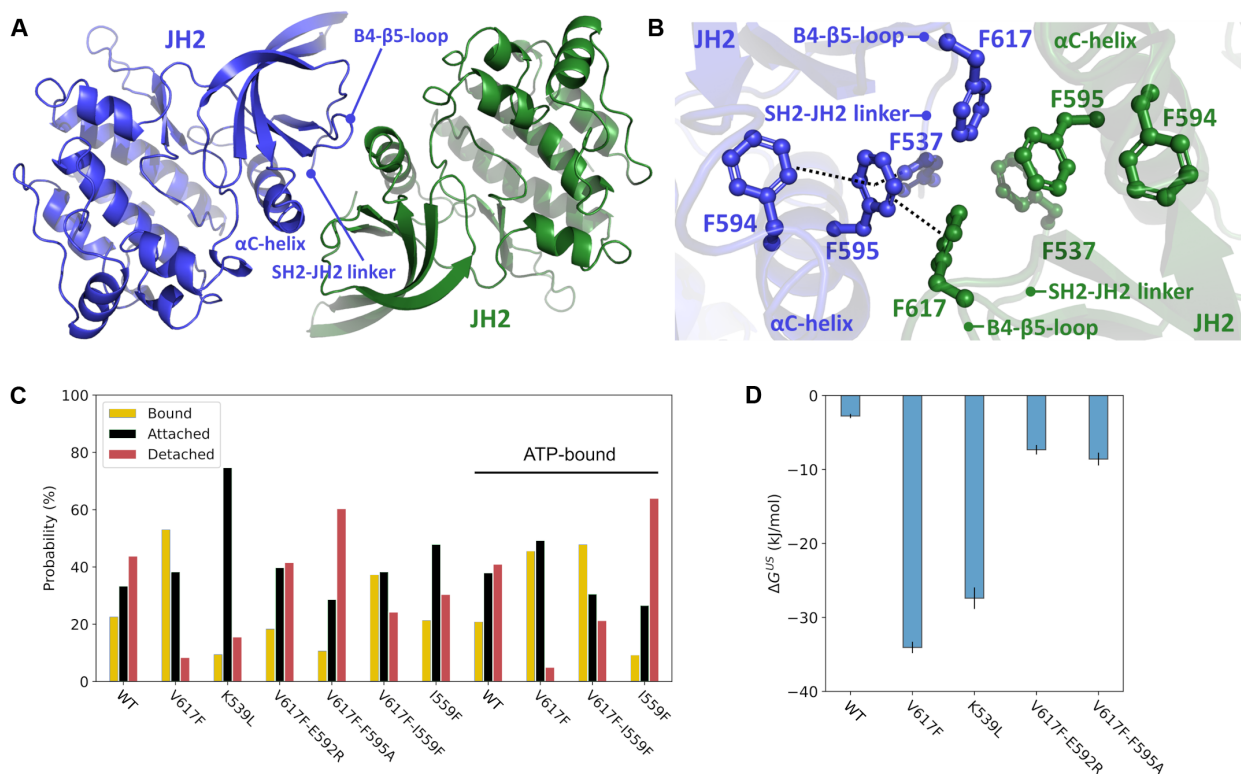 A
JH2
B4-β5-loop
αC-helix
SH2-JH2 linker
JH2
B
JH2
B4-β5-loop
F617
αC-helix
SH2-JH2 linker
F595
F594
F537
F594
F595
F617
F537
SH2-JH2 linker
αC-helix
B4-β5-loop
JH2
C
Probability (%)
100
80
60
40
20
0
Bound
Attached
Detached
ATP-bound
WT
V617F
K539L
V617F-E592R
V617F-F595A
V617F-I559F
I559F
WT
V617F
V617F-I559F
I559F
D
ΔG^US (kJ/mol)
0
−10
−20
−30
−40
WT
V617F
K539L
V617F-E592R
V617F-F595A